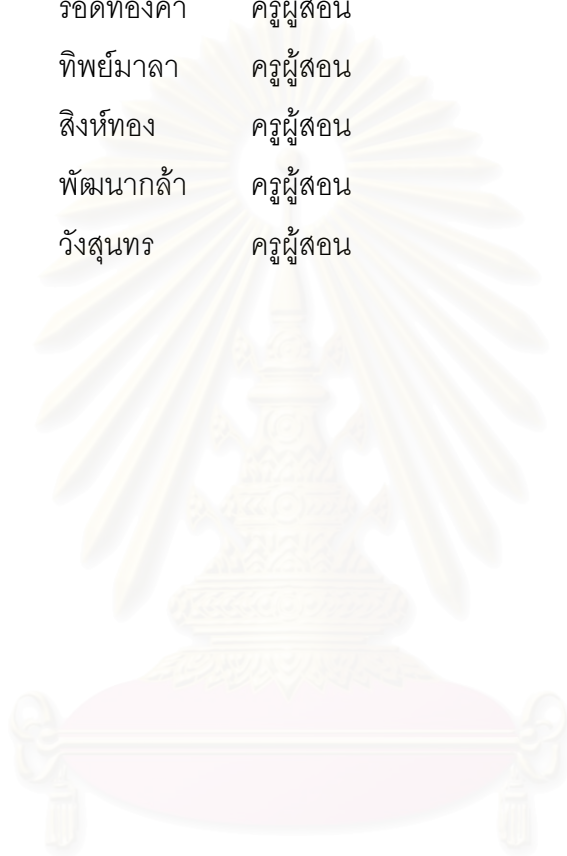 รอดทองคำ ครูผู้สอน
ทิพย์มาลา ครูผู้สอน
สิงห์ทอง ครูผู้สอน
พัฒนากล้า ครูผู้สอน
วังสุนทร ครูผู้สอน